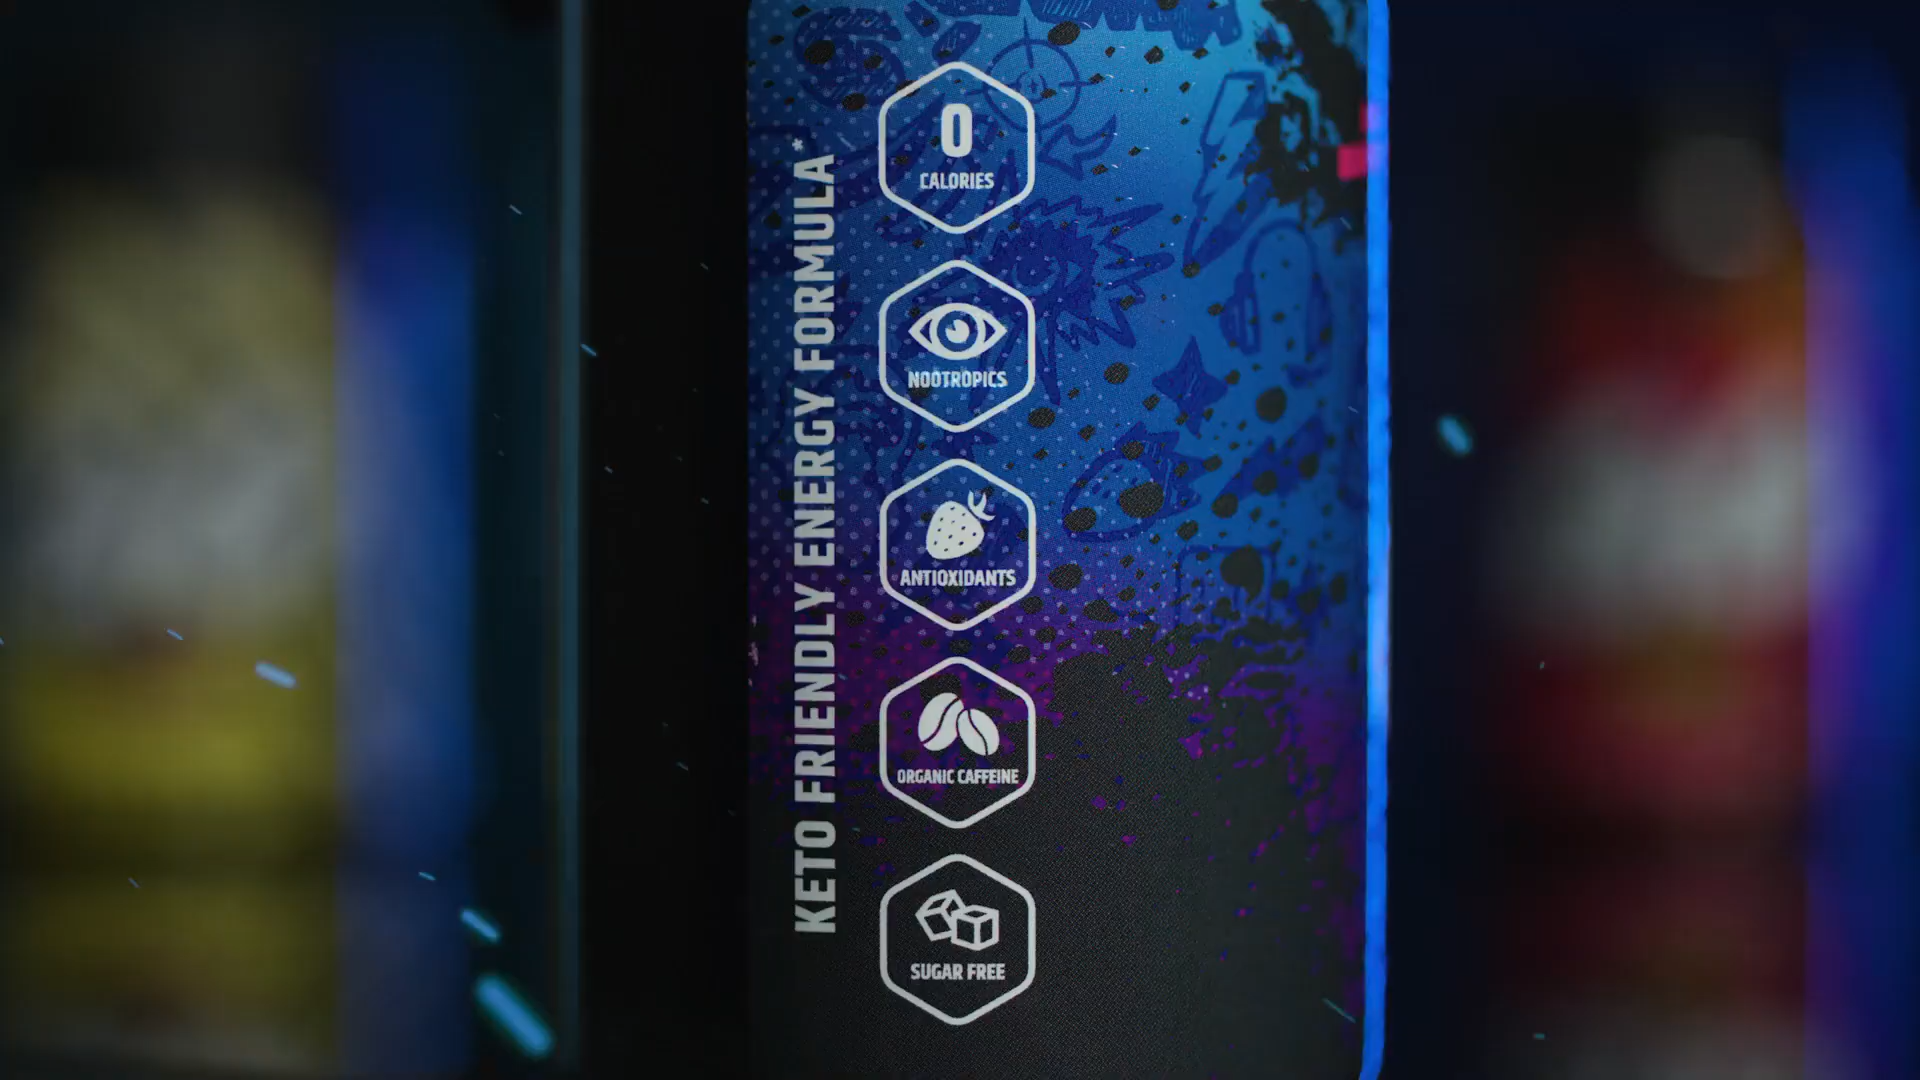 KETO FRIENDLY ENERGY FORMULA*
0
CALORIES
NOOTROPICS
ANTIOXIDANTS
ORGANIC CAFFEINE
SUGAR FREE